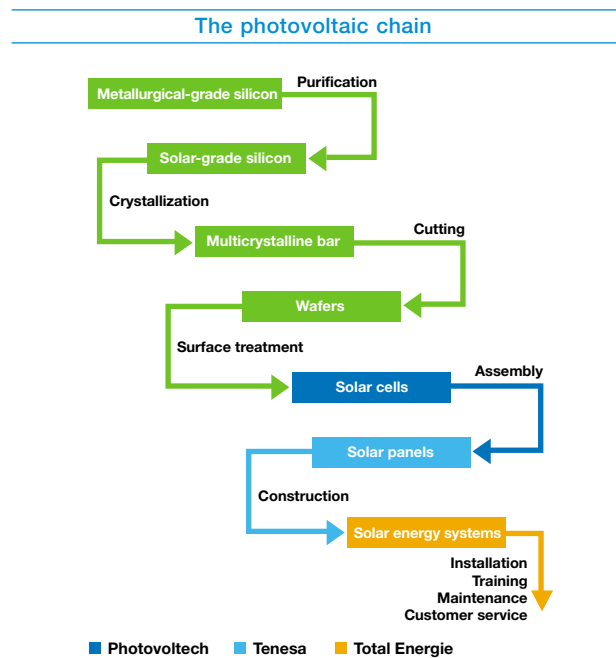 The photovoltaic chain
Purification
Metallurgical-grade silicon
Solar-grade silicon
Crystallization
Cutting
Multicrystalline bar
Wafers
Surface treatment
Assembly
Solar cells
Solar panels
Construction
Solar energy systems
Installation
Training
Maintenance
Customer service
Photovoltech
Tenesa
Total Energie